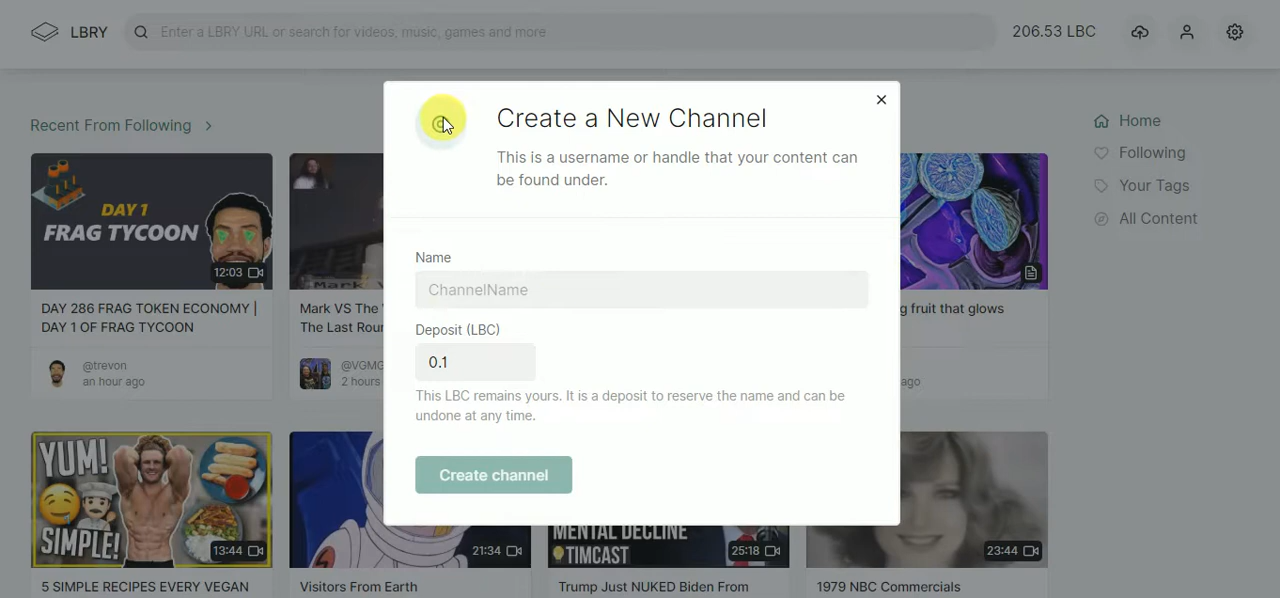 LBRY
Enter a LBRY URL or search for videos, music, games and more
206.53 LBC
Recent From Following
Create a New Channel
This is a username or handle that your content can
be found under.
Name
ChannelName
Deposit (LBC)
0.1
This LBC remains yours. It is a deposit to reserve the name and can be
undone at any time.
Create channel
Home
Following
Your Tags
All Content
DAY 1
FRAG TYCOON
12:03
DAY 286 FRAG TOKEN ECONOMY |
DAY 1 OF FRAG TYCOON
@trevon
an hour ago
Mark V
Mark VS The
The Last Rour
@VGMG
2 hours
g fruit that glows
ago
YUM!
SIMPLE!
13:44
5 SIMPLE RECIPES EVERY VEGAN
21:34
Visitors From Earth
MENTAL DECLINE
TIMCAST
25:18
Trump Just NUKED Biden From
23:44
1979 NBC Commercials